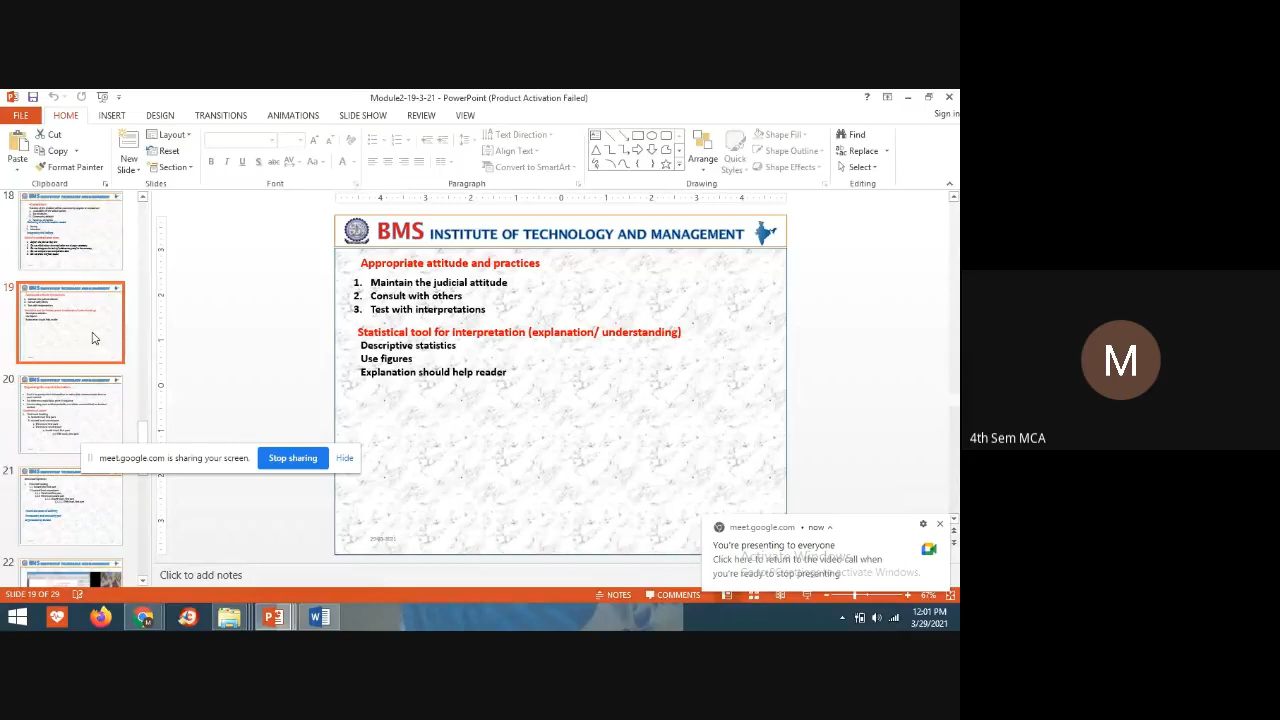 Module2-19-3-21 - PowerPoint (Product Activation Failed)
FILE HOME INSERT DESIGN TRANSITIONS ANIMATIONS SLIDE SHOW REVIEW VIEW Sign in
Cut
Copy
Format Painter
Paste
Clipboard
New Slide
Layout
Reset
Section
Slides
Font
Text Direction
Align Text
Convert to SmartArt
Paragraph
Arrange
Quick Styles
Shape Fill
Shape Outline
Shape Effects
Drawing
Find
Replace
Select
Editing
18
19
20
21
22
BMS INSTITUTE OF TECHNOLOGY AND MANAGEMENT
Appropriate attitude and practices
1. Maintain the judicial attitude
2. Consult with others
3. Test with interpretations
Statistical tool for interpretation (explanation/ understanding)
Descriptive statistics
Use figures
Explanation should help reader
meet.google.com is sharing your screen. Stop sharing Hide
meet.google.com • now
You're presenting to everyone
Click here to return to the video call when
you're ready to stop presenting
Activate Windows
Click to add notes
SLIDE 19 OF 29 NOTES COMMENTS 67%
12:01 PM
3/29/2021
M
4th Sem MCA